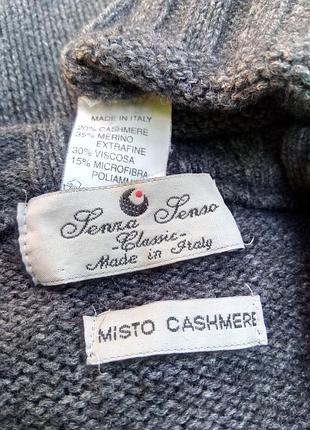 MADE IN ITALY
20% CASHMERE
35% MERINO
EXTRAFINE
30% VISCOSA
15% MICROFIBRA
POLIAMM
Senza Senso
-Classic-
Made in Italy
MISTO CASHMERE